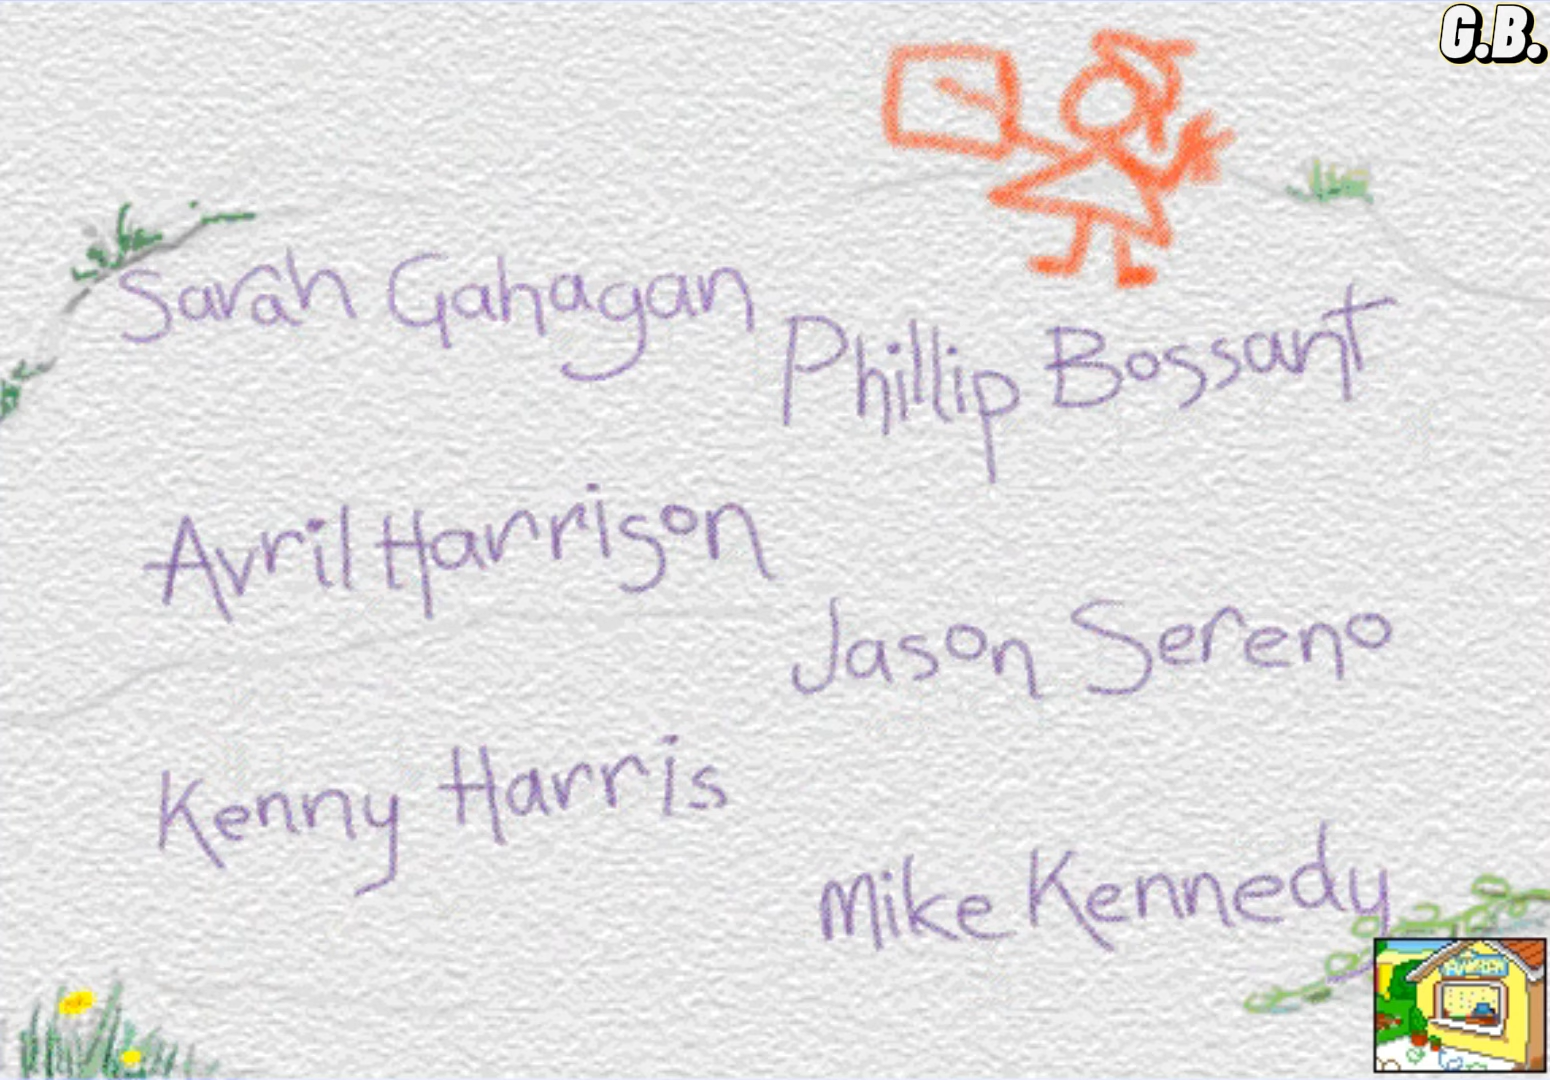 G.B.
Sarah Gahagan
Phillip Bossant
Avril Harrison
Jason Sereno
Kenny Harris
Mike Kennedy